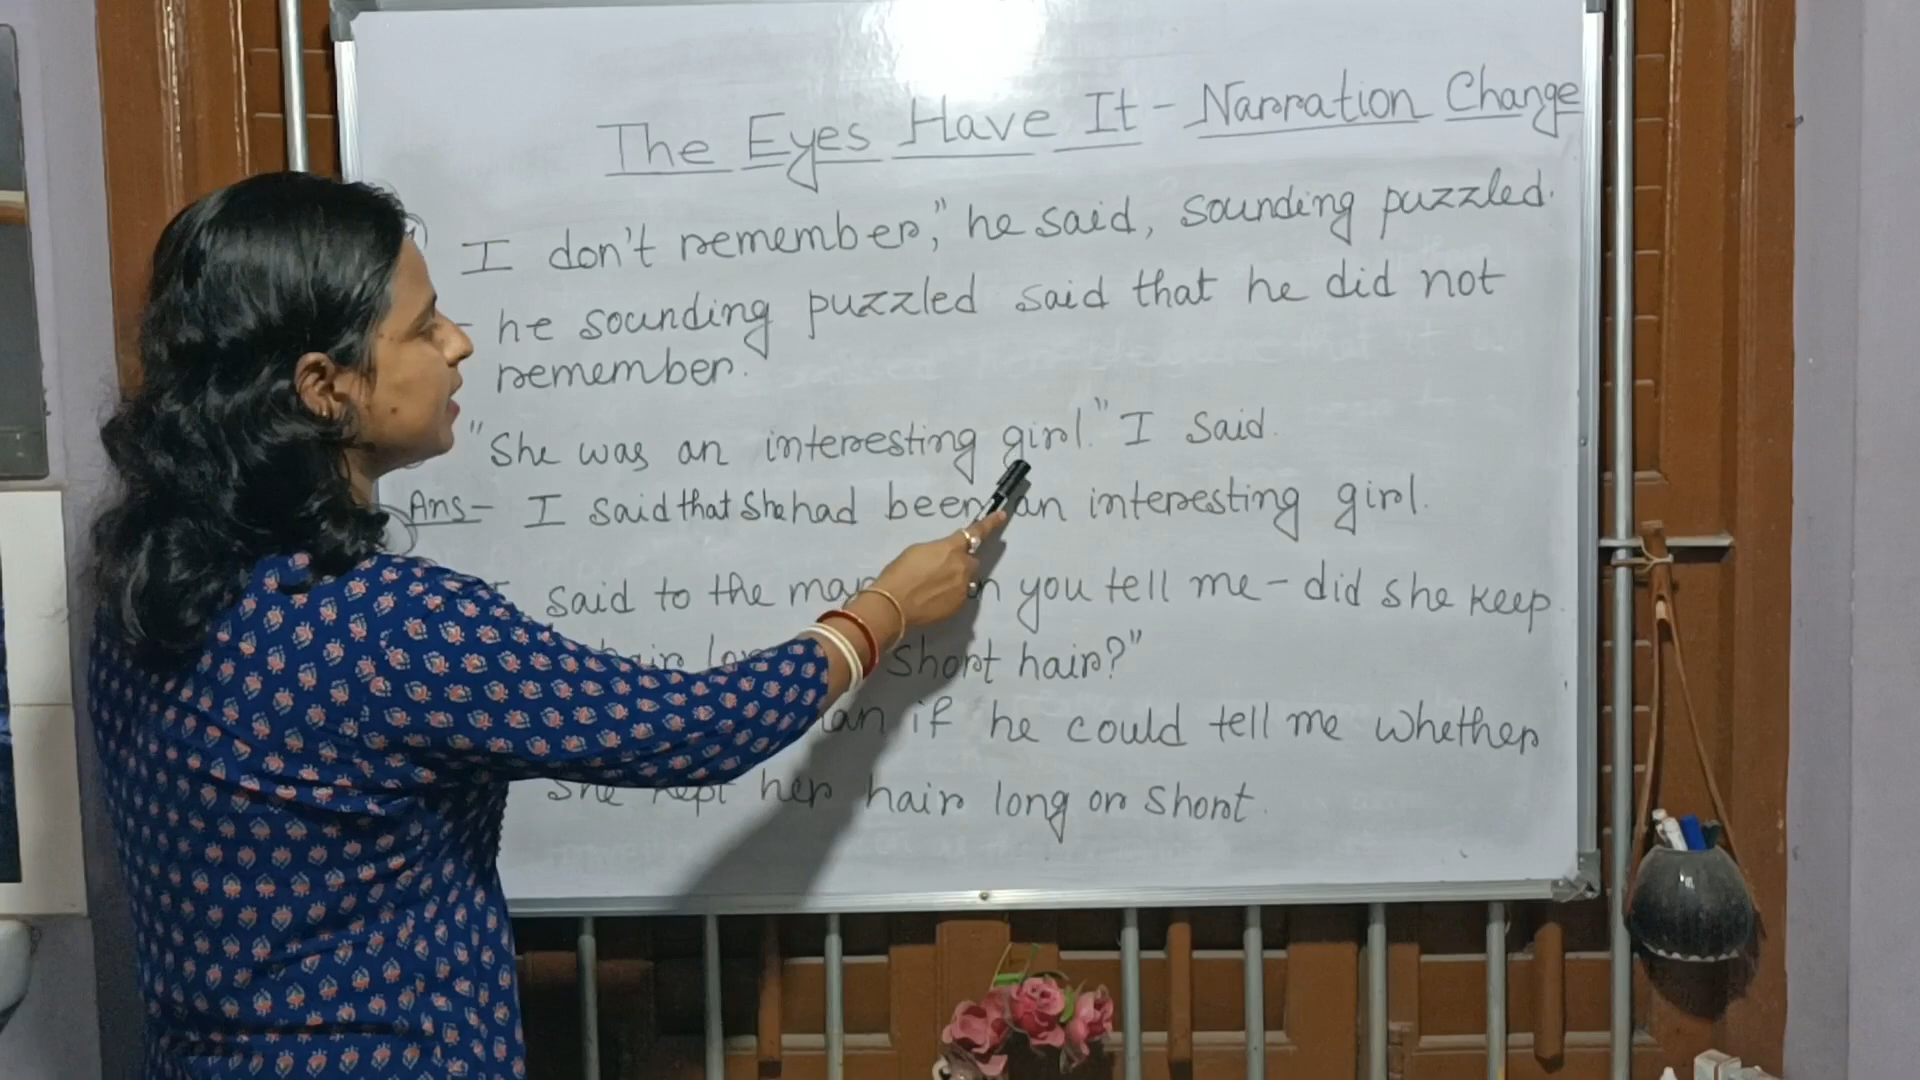 The Eyes Have It - Narration Change
I don't remember," he said, sounding puzzled.
- he sounding puzzled said that he did not
remember.
"She was an interesting girl." I said.
Ans- I said that she had been an interesting girl.
said to the you tell me - did she keep
hair short hair?"
if he could tell me whether
she kept her hair long or short.